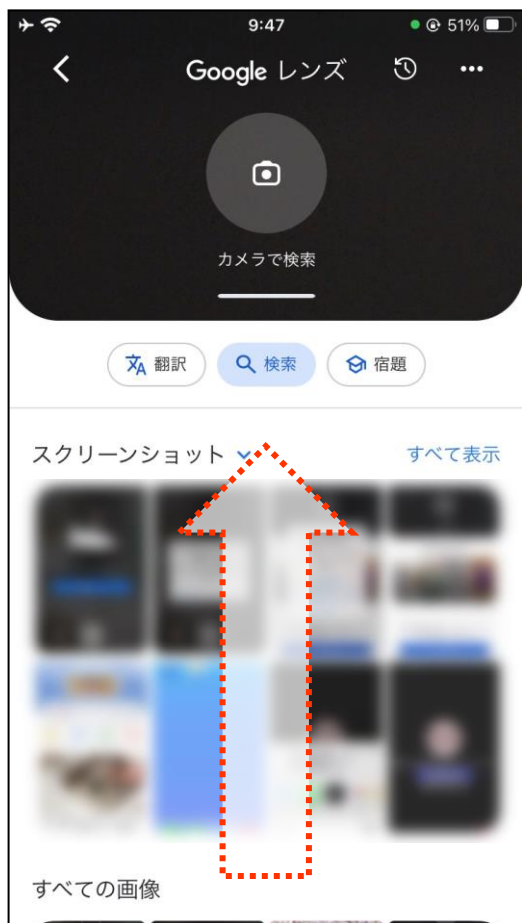 9:47
51%
Google レンズ
カメラで検索
翻訳
検索
宿題
スクリーンショット
すべて表示
すべての画像